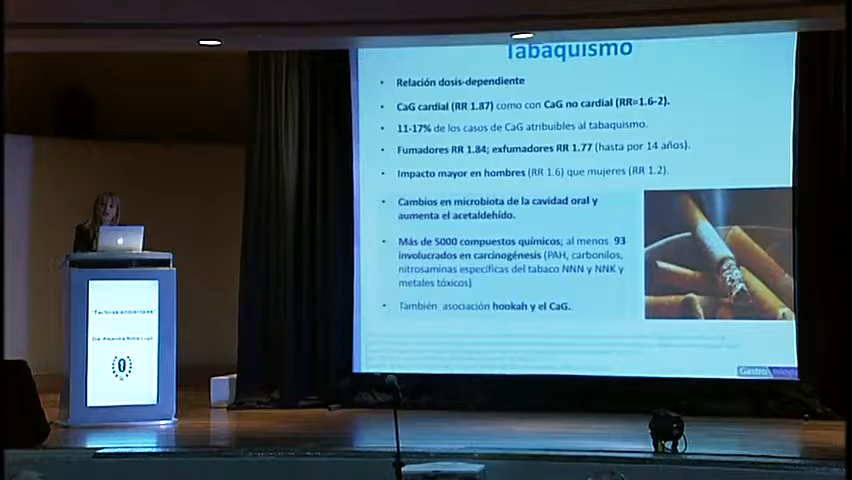 Tabaquismo
• Relación dosis-dependiente
• CaG cardial (RR 1.87) como con CaG no cardial (RR=1.6-2).
• 11-17% de los casos de CaG atribuibles al tabaquismo.
• Fumadores RR 1.84; exfumadores RR 1.77 (hasta por 14 años).
• Impacto mayor en hombres (RR 1.6) que mujeres (RR 1.2).
• Cambios en microbiota de la cavidad oral y
aumenta el acetaldehído.
• Más de 5000 compuestos químicos; al menos 93
involucrados en carcinogénesis (PAH, carbonilos,
nitrosaminas específicas del tabaco NNN y NNK y
metales tóxicos)
• También asociación hookah y el CaG.
"Factores ambientales"
Dra. Alejandra Noble Lugo